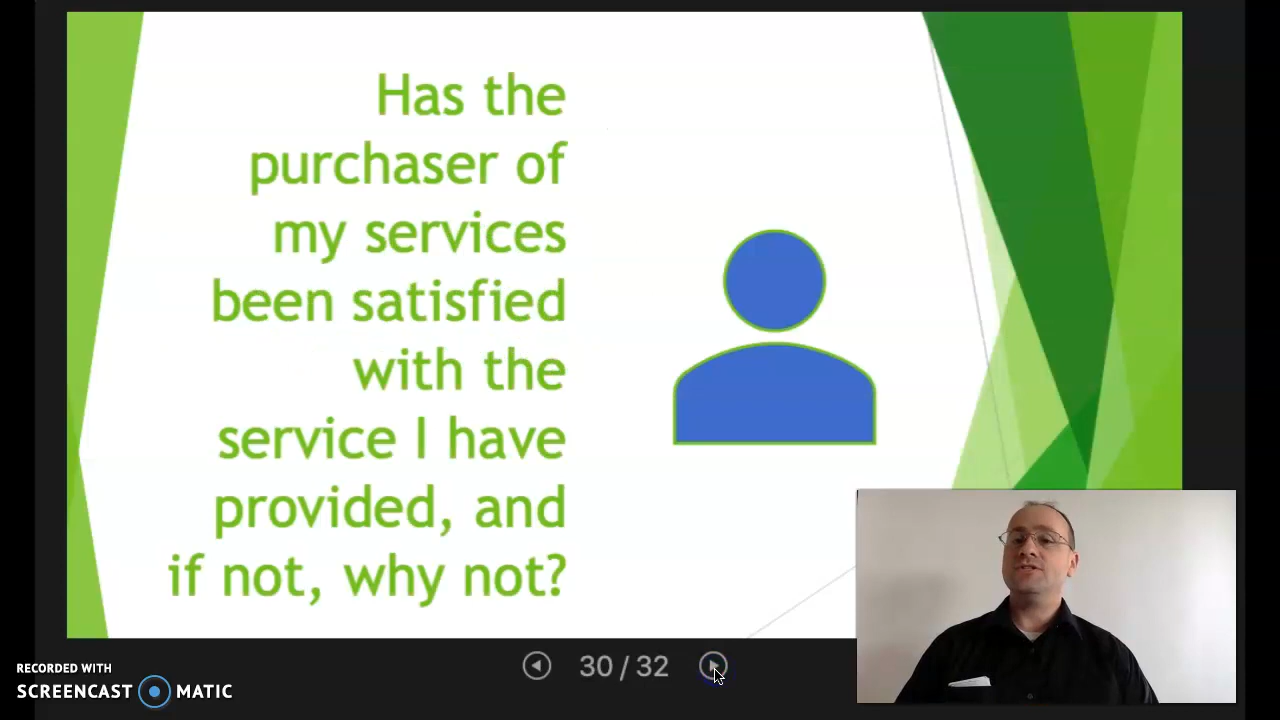 Has the
purchaser of
my services
been satisfied
with the
service I have
provided, and
if not, why not?
30 / 32
RECORDED WITH
SCREENCAST MATIC